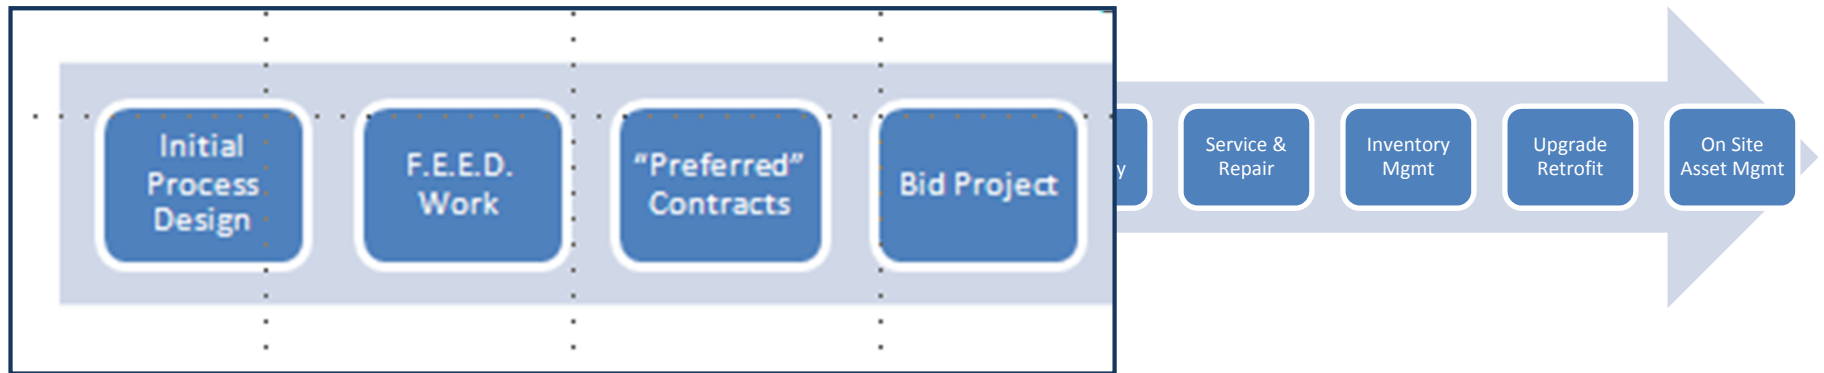 Initial
Process
Design
F.E.E.D.
Work
"Preferred"
Contracts
Bid Project
y
Service &
Repair
Inventory
Mgmt
Upgrade
Retrofit
On Site
Asset Mgmt